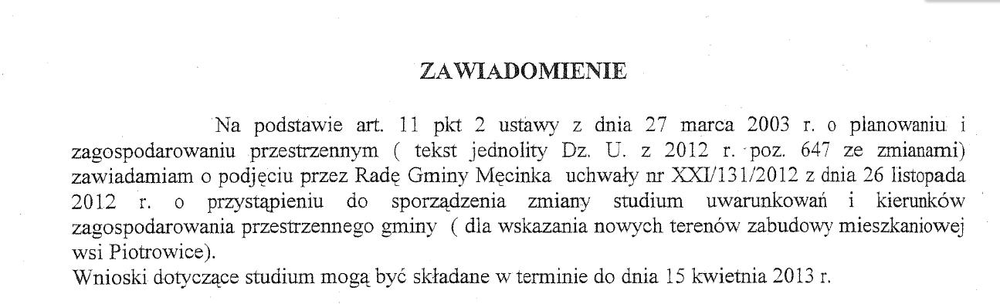 ZAWIADOMIENIE
Na podstawie art. 11 pkt 2 ustawy z dnia 27 marca 2003 r. o planowaniu i
zagospodarowaniu przestrzennym ( tekst jednolity Dz. U. z 2012 r. poz. 647 ze zmianami)
zawiadamiam o podjęciu przez Radę Gminy Męcinka uchwały nr XXI/131/2012 z dnia 26 listopada
2012 r. o przystąpieniu do sporządzenia zmiany studium uwarunkowań i kierunków
zagospodarowania przestrzennego gminy ( dla wskazania nowych terenów zabudowy mieszkaniowej
wsi Piotrowice).
Wnioski dotyczące studium mogą być składane w terminie do dnia 15 kwietnia 2013 r.